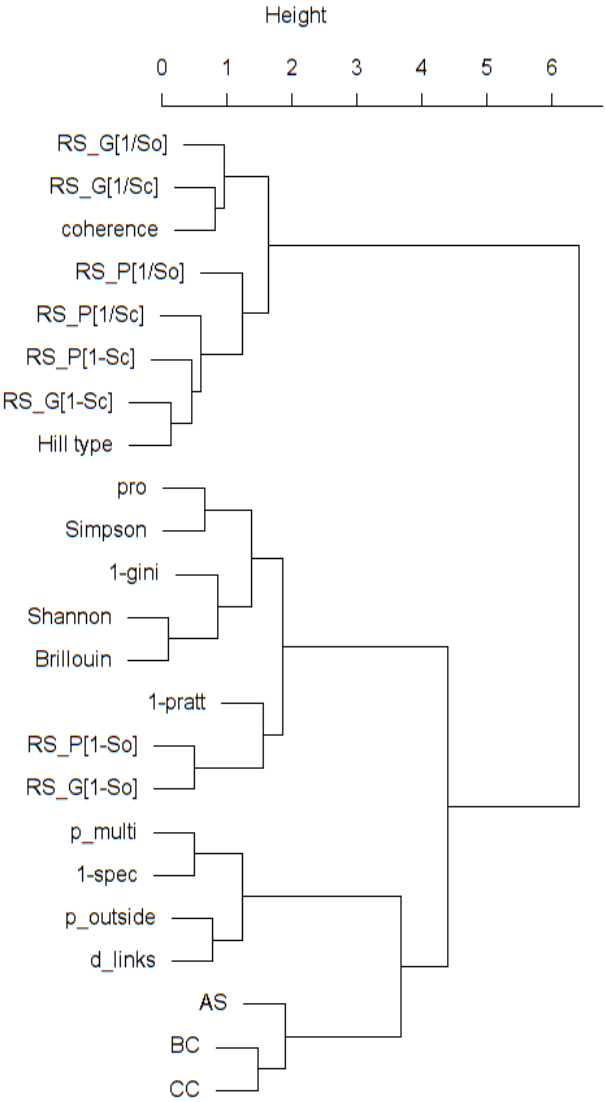 Height
0 1 2 3 4 5 6
RS_G[1/So]
RS_G[1/Sc]
coherence
RS_P[1/So]
RS_P[1/Sc]
RS_P[1-Sc]
RS_G[1-Sc]
Hill type
pro
Simpson
1-gini
Shannon
Brillouin
1-pratt
RS_P[1-So]
RS_G[1-So]
p_multi
1-spec
p_outside
d_links
AS
BC
CC